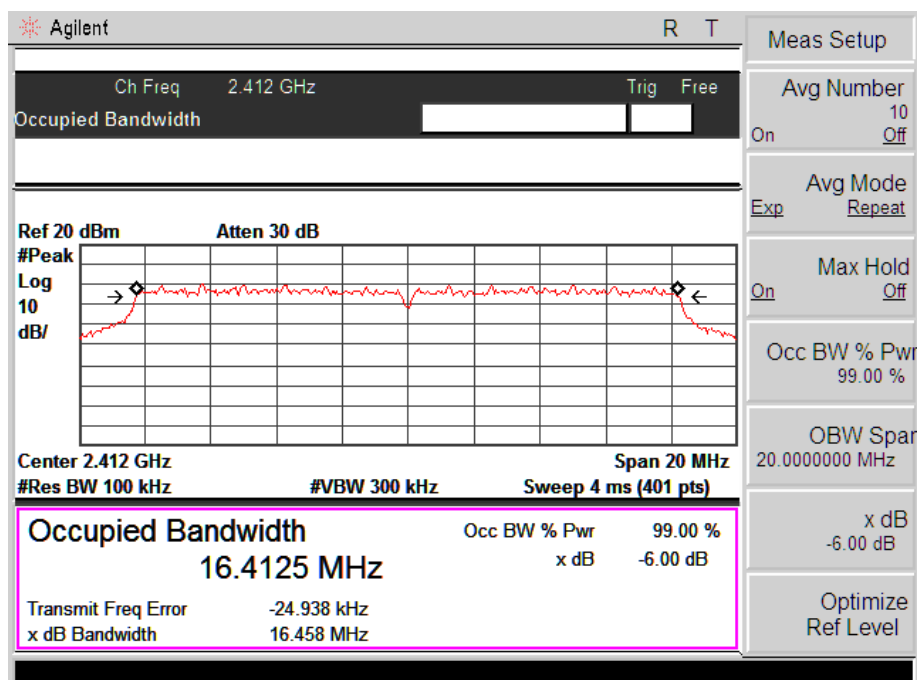 Agilent R T
Ch Freq 2.412 GHz Trig Free
Occupied Bandwidth
Ref 20 dBm Atten 30 dB
#Peak
Log
10
dB/
Center 2.412 GHz Span 20 MHz
#Res BW 100 kHz #VBW 300 kHz Sweep 4 ms (401 pts)
Occupied Bandwidth Occ BW % Pwr 99.00 %
16.4125 MHz x dB -6.00 dB
Transmit Freq Error -24.938 kHz
x dB Bandwidth 16.458 MHz
Meas Setup
Avg Number
10
On Off
Avg Mode
Exp Repeat
Max Hold
On Off
Occ BW % Pwr
99.00 %
OBW Span
20.0000000 MHz
x dB
-6.00 dB
Optimize
Ref Level